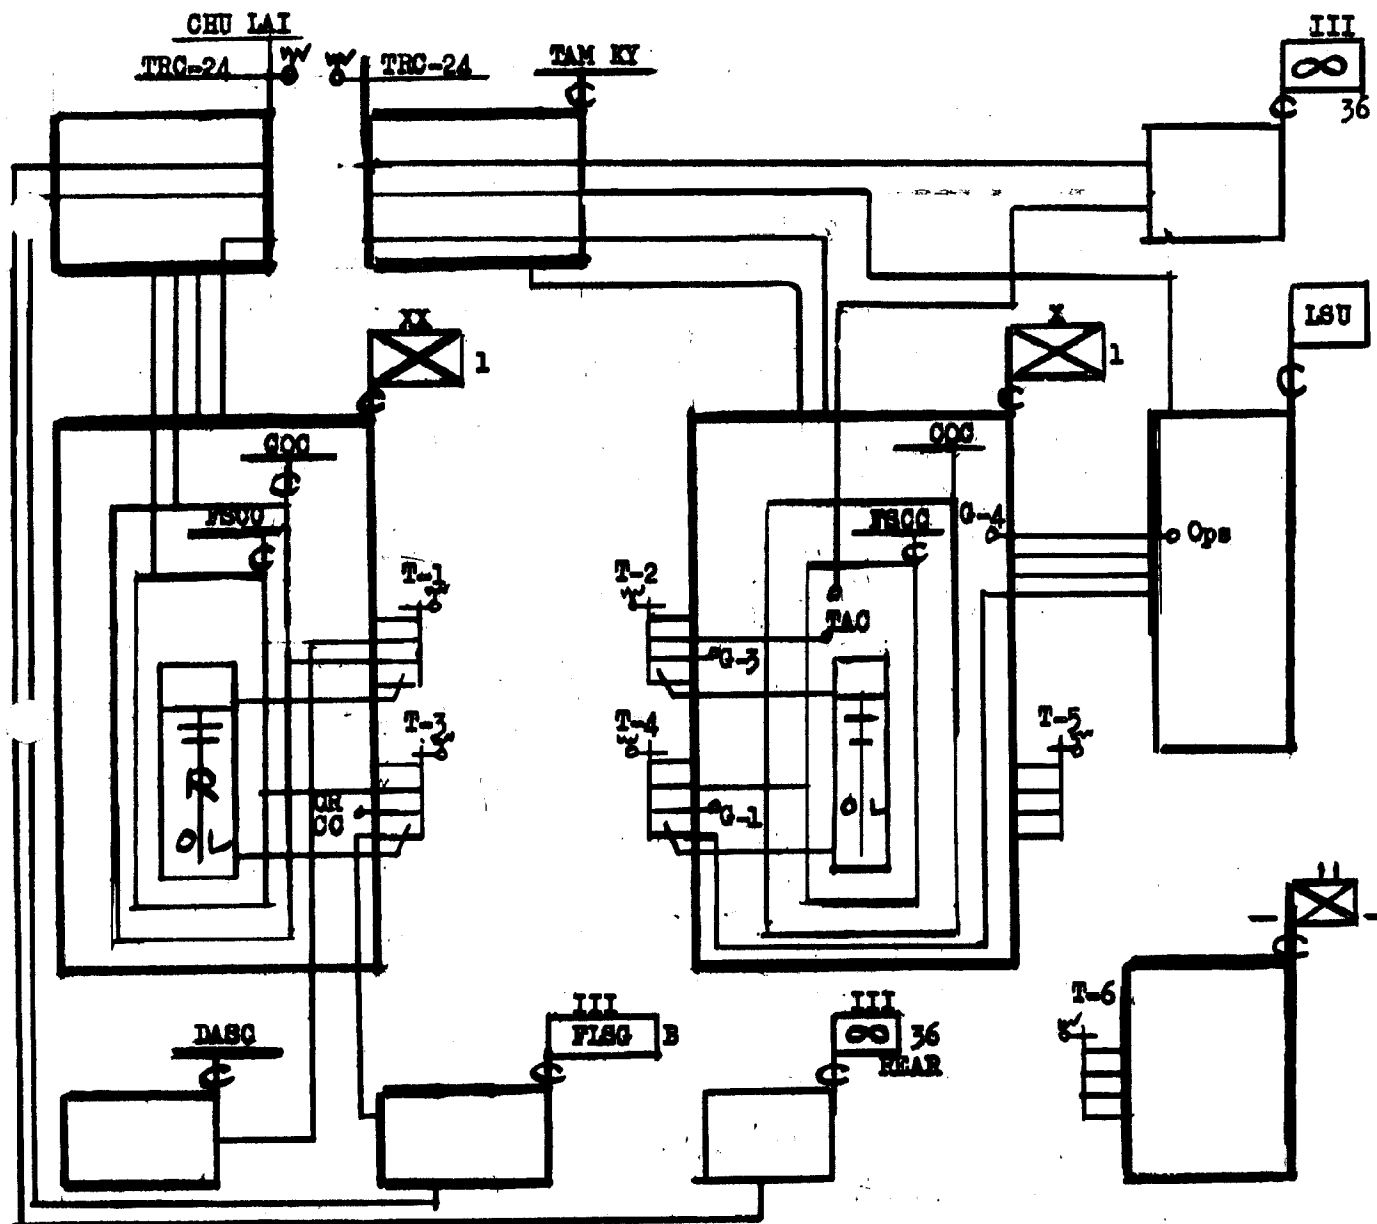 CHU LAI
TRC-24
TRC-24
TAM KY
III
36
XX
1
X
1
LSU
COC
FSCC
COC
FSCC
G-4
Ops
T-1
T-2
TAC
G-3
T-3
T-4
T-5
R
O L
CC
G-1
O L
T-6
DASC
III
FLSG B
III
36
REAR